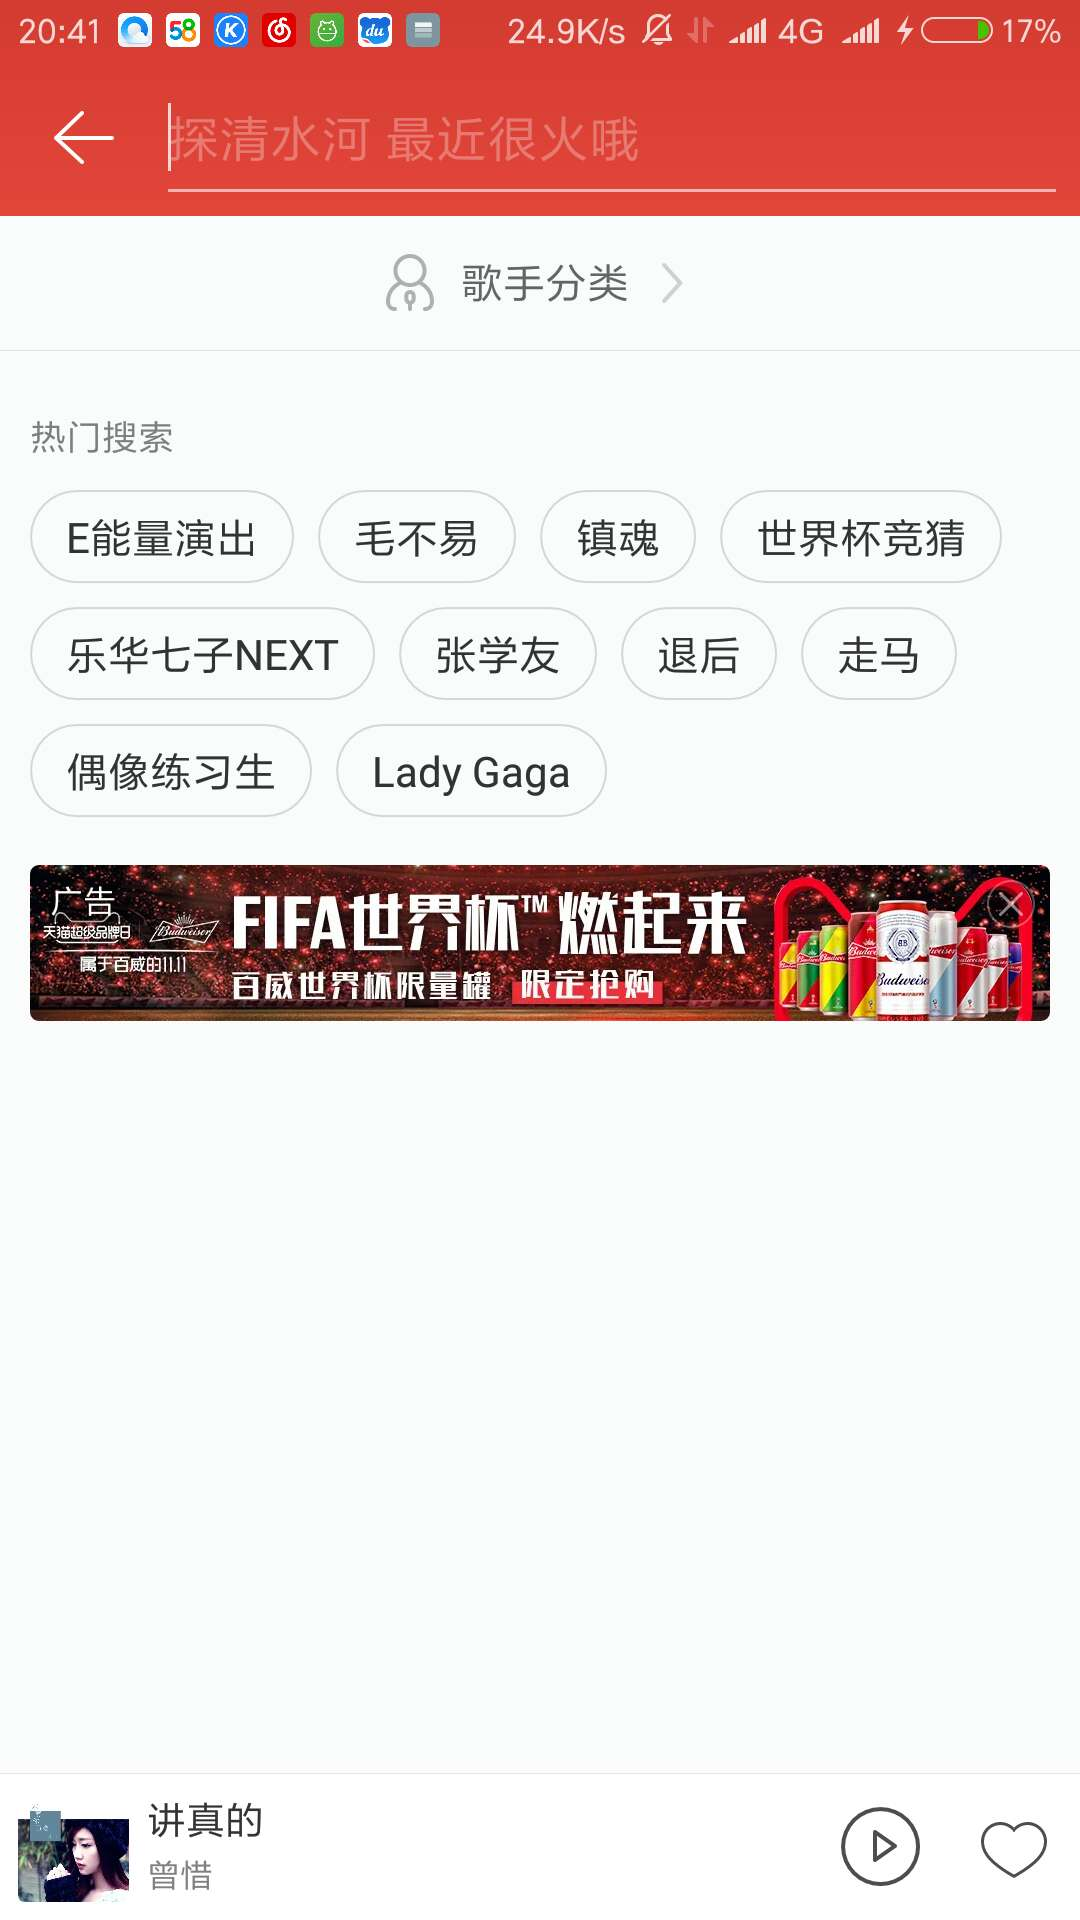 20:41 58 K du 24.9K/s 4G 17%
探清水河 最近很火哦
歌手分类
热门搜索
E能量演出 毛不易 镇魂 世界杯竞猜
乐华七子NEXT 张学友 退后 走马
偶像练习生 Lady Gaga
广告
天猫超级品牌日 Budweiser
属于百威的11.11
FIFA世界杯™燃起来
百威世界杯限量罐 限定抢购
Budweiser
讲真的
曾惜